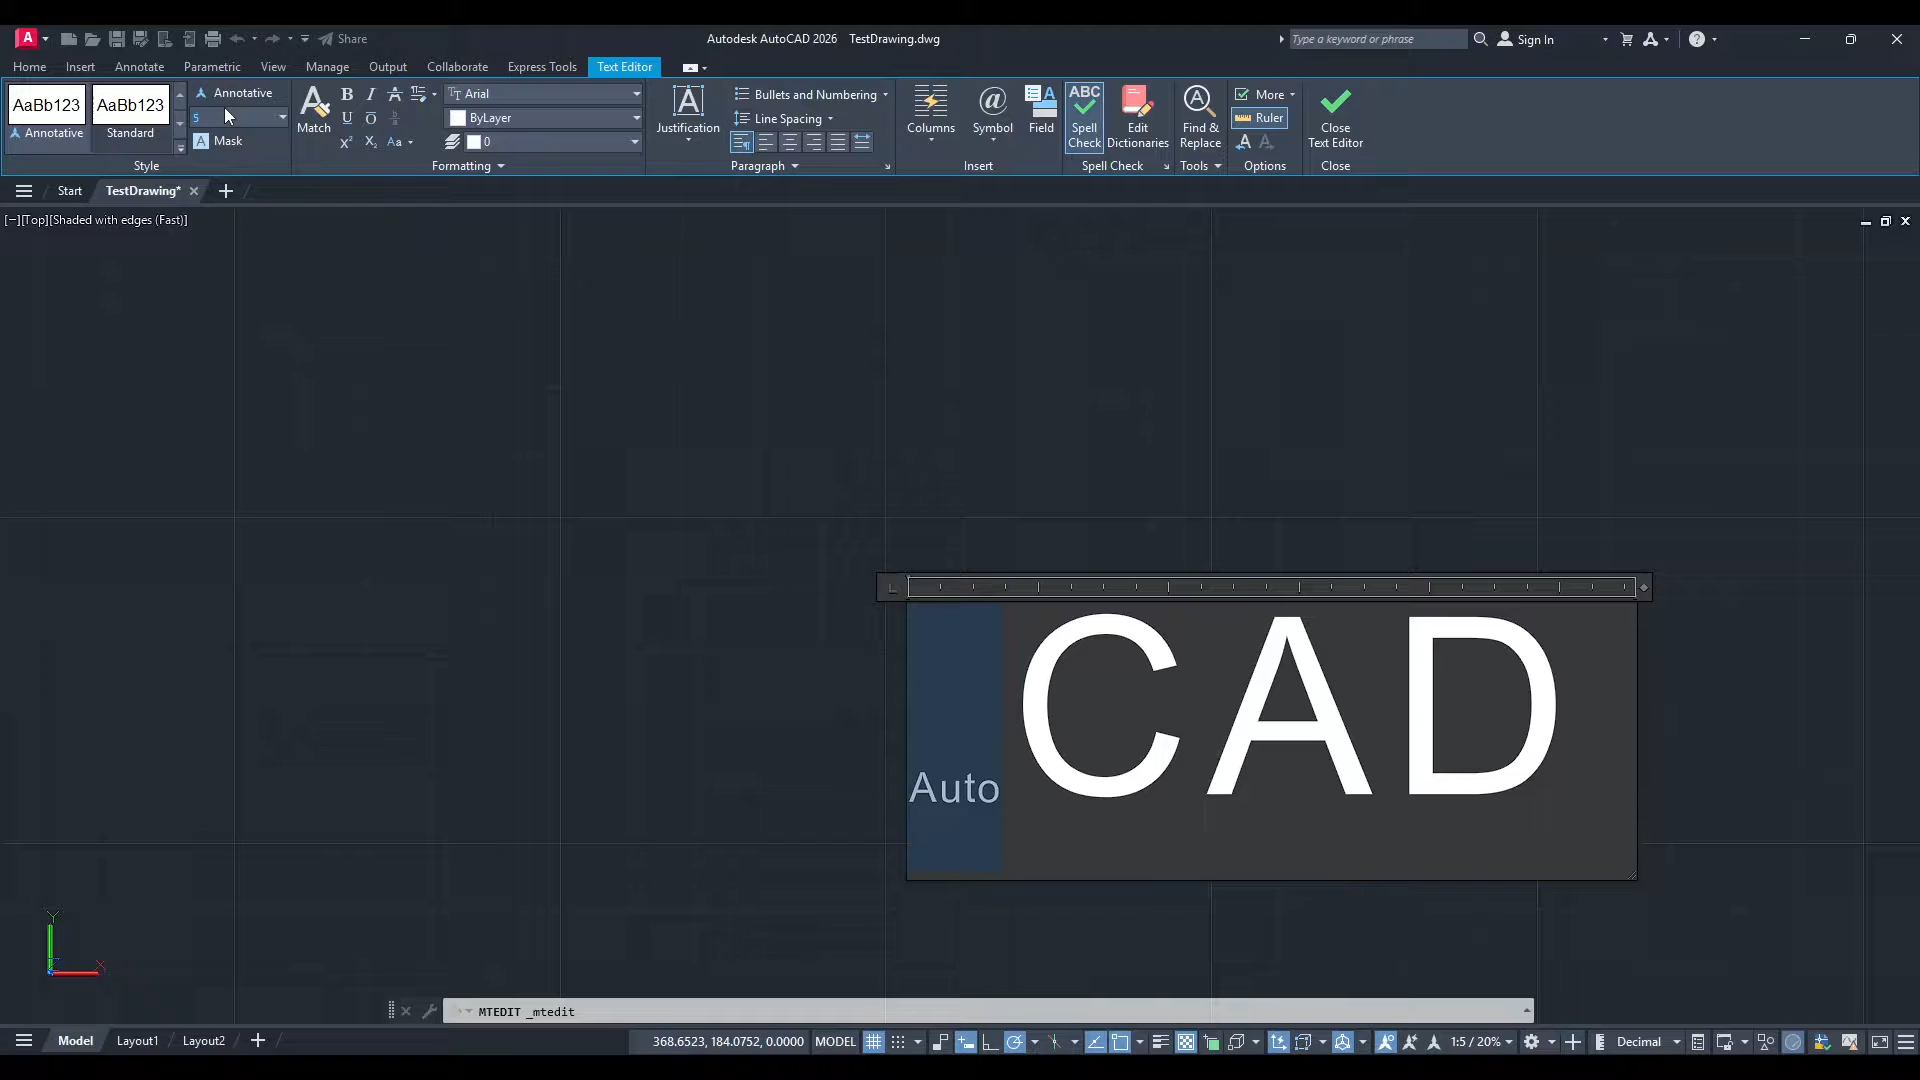 A Share Autodesk AutoCAD 2026 TestDrawing.dwg Type a keyword or phrase Sign In
Home Insert Annotate Parametric View Manage Output Collaborate Express Tools Text Editor
AaBb123 AaBb123 Annotative
Annotative Standard 5
Mask
Style
Match B I A Arial
U O ByLayer
X² X₂ Aa 0
Formatting
Justification Bullets and Numbering
Line Spacing
Paragraph
Columns Symbol Field
Insert
ABC
Spell Check Edit Dictionaries
Spell Check
Find & Replace
Tools
More
Ruler
Options
Close Text Editor
Close
Start TestDrawing*
[−][Top][Shaded with edges (Fast)]
AutoCAD
Y
X
MTEDIT _mtedit
Model Layout1 Layout2 368.6523, 184.0752, 0.0000 MODEL 1:5 / 20% Decimal